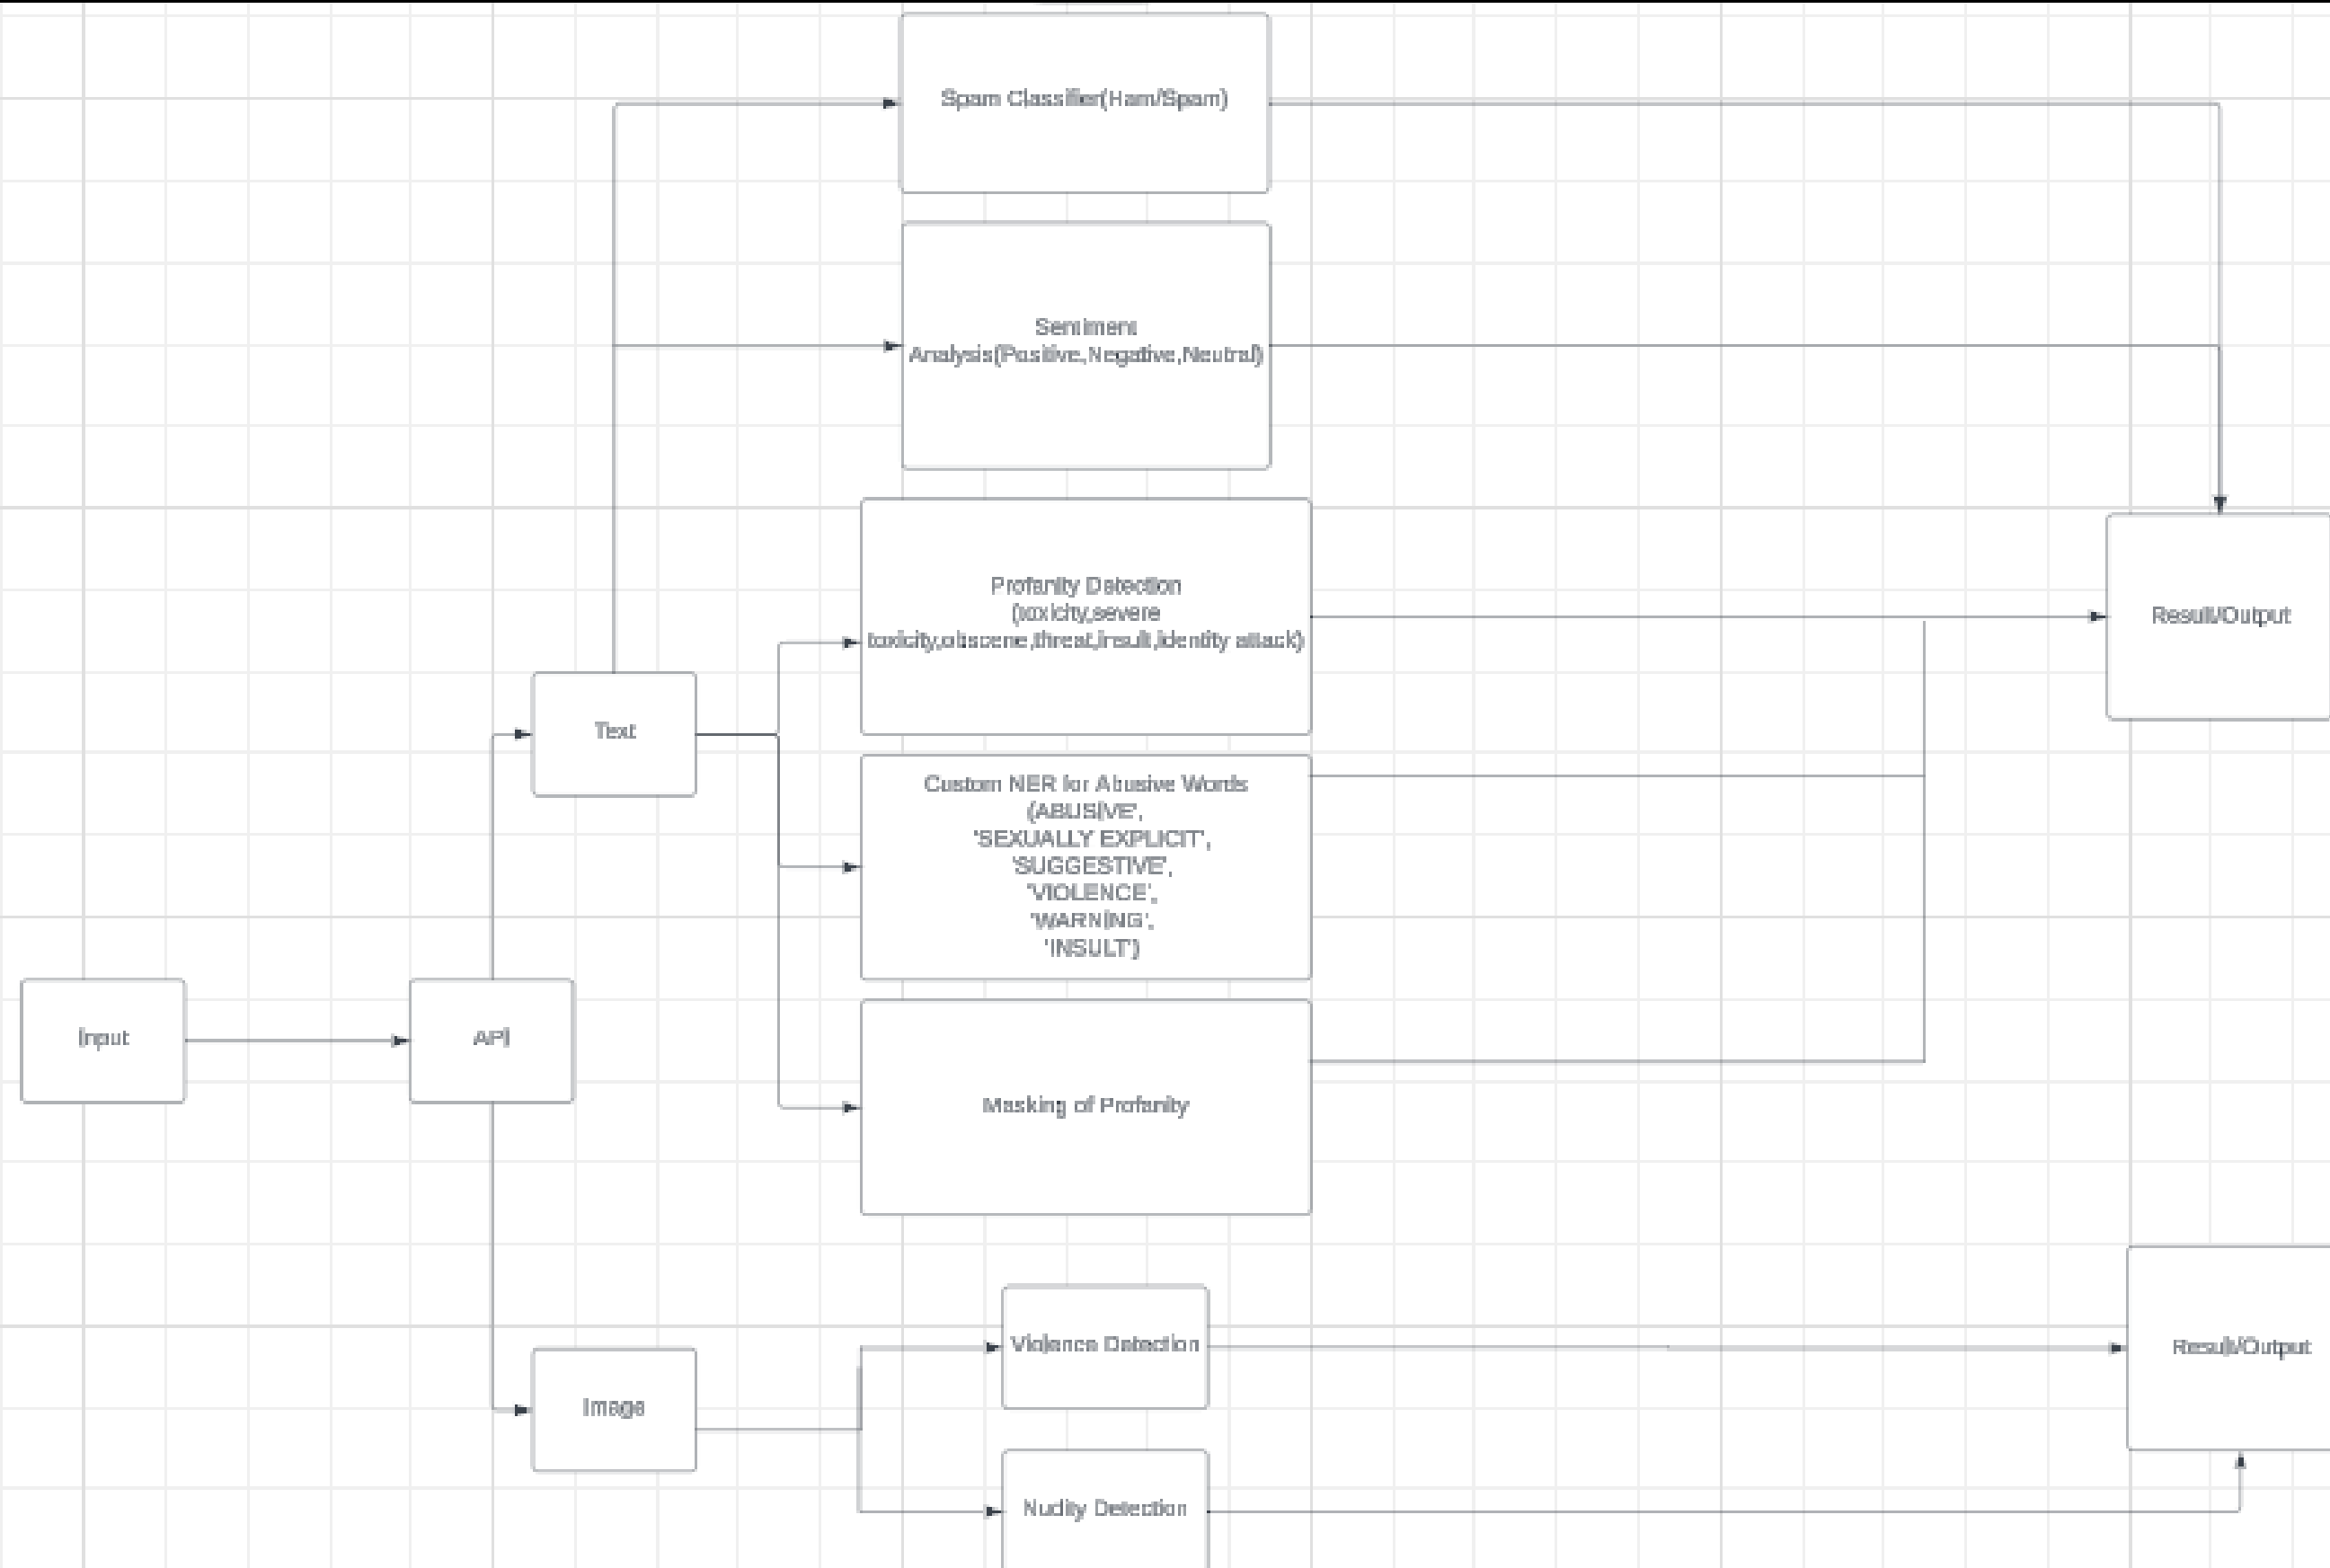 Spam Classifier(Ham/Spam)
Sentiment
Analysis(Positive,Negative,Neutral)
Profanity Detection
(toxicity,severe
toxicity,obscene,threat,insult,identity attack)
Result/Output
Text
Custom NER for Abusive Words
(ABUSIVE',
'SEXUALLY EXPLICIT',
'SUGGESTIVE',
'VIOLENCE',
'WARNING',
'INSULT')
Input
API
Masking of Profanity
Violence Detection
Result/Output
Image
Nudity Detection